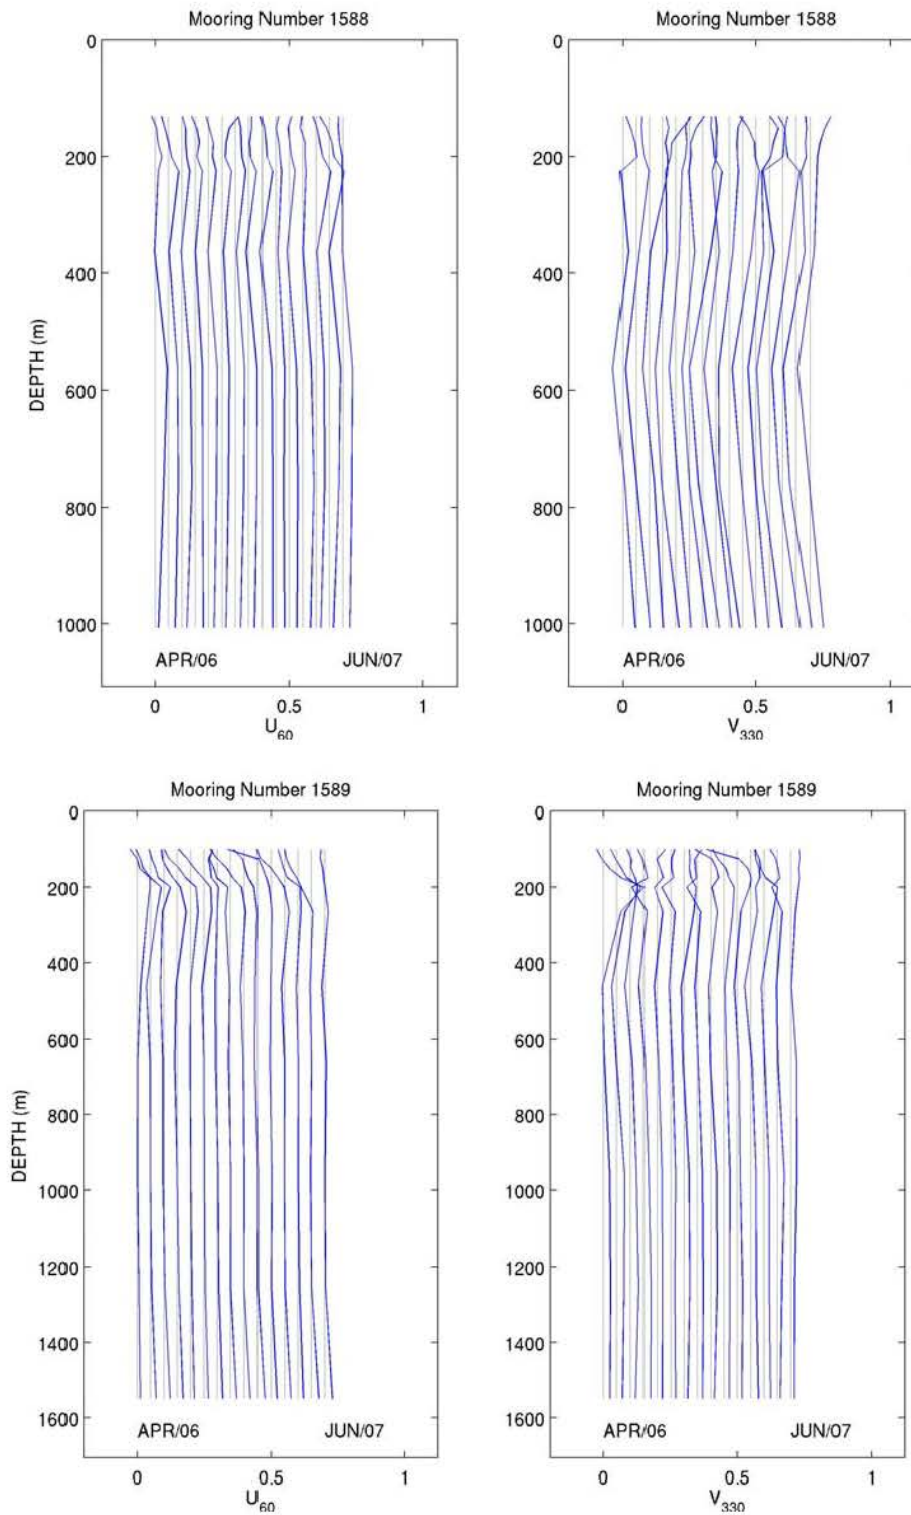 Mooring Number 1588
0
200
400
600
800
1000
DEPTH (m)
APR/06 JUN/07
0 0.5 1
U60
Mooring Number 1588
0
200
400
600
800
1000
APR/06 JUN/07
0 0.5 1
V330
Mooring Number 1589
0
200
400
600
800
1000
1200
1400
1600
DEPTH (m)
APR/06 JUN/07
0 0.5 1
U60
Mooring Number 1589
0
200
400
600
800
1000
1200
1400
1600
APR/06 JUN/07
0 0.5 1
V330